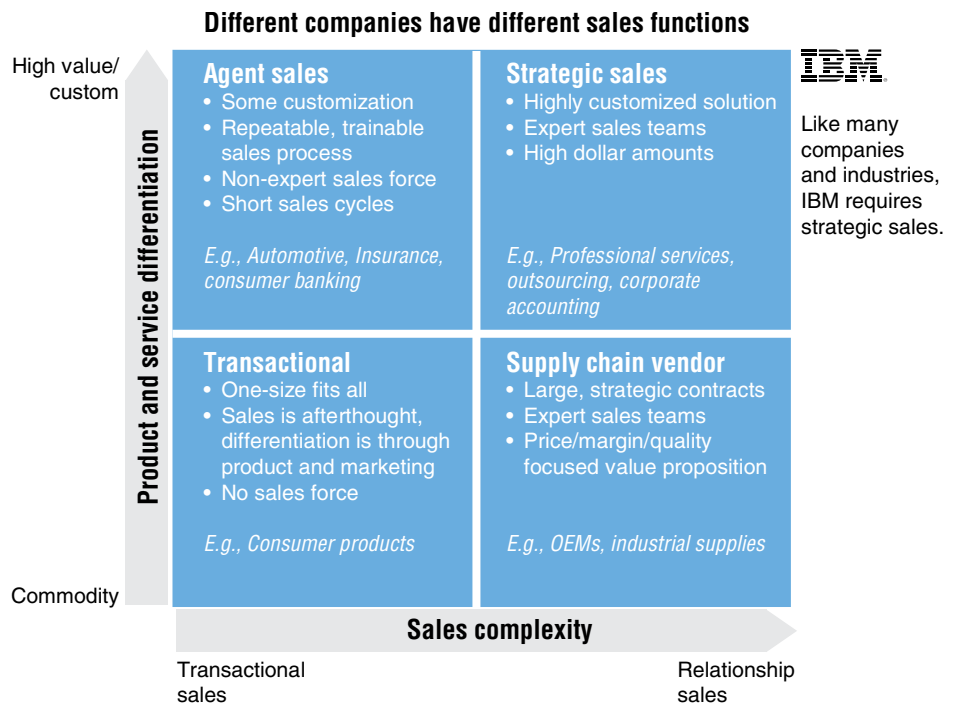 Different companies have different sales functions
High value/
custom
Product and service differentiation
Commodity
Agent sales
• Some customization
• Repeatable, trainable
sales process
• Non-expert sales force
• Short sales cycles
E.g., Automotive, Insurance,
consumer banking
Strategic sales
• Highly customized solution
• Expert sales teams
• High dollar amounts
E.g., Professional services,
outsourcing, corporate
accounting
IBM
Like many
companies
and industries,
IBM requires
strategic sales.
Transactional
• One-size fits all
• Sales is afterthought,
differentiation is through
product and marketing
• No sales force
E.g., Consumer products
Supply chain vendor
• Large, strategic contracts
• Expert sales teams
• Price/margin/quality
focused value proposition
E.g., OEMs, industrial supplies
Sales complexity
Transactional
sales
Relationship
sales